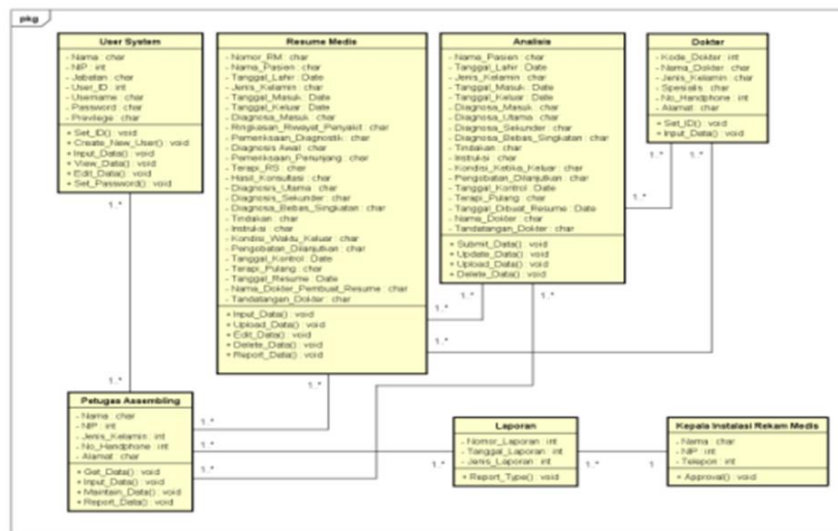 pkg
User System
- Nama : char
- NIP : int
- Jabatan : char
- User_ID : int
- Username : char
- Password : char
- Previlege : char
+ Set_ID() : void
+ Create_New_User() : void
+ Input_Data() : void
+ View_Data() : void
+ Edit_Data() : void
+ Set_Password() : void
Resume Medis
- Nomor_RM : char
- Nama_Pasien : char
- Tanggal_Lahir : Date
- Jenis_Kelamin : char
- Tanggal_Masuk : Date
- Tanggal_Keluar : Date
- Diagnosa_Masuk : char
- Ringkasan_Riwayat_Penyakit : char
- Pemeriksaan_Diagnostik : char
- Diagnosis Awal : char
- Pemeriksaan_Penunjang : char
- Terapi_RS : char
- Hasil_Konsultasi : char
- Diagnosis_Utama : char
- Diagnosis_Sekunder : char
- Diagnosa_Bebas_Singkatan : char
- Tindakan : char
- Instruksi : char
- Kondisi_Waktu_Keluar : char
- Pengobatan_Dilanjutkan : char
- Tanggal_Kontrol : Date
- Terapi_Pulang : char
- Tanggal_Resume : Date
- Nama_Dokter_Pembuat_Resume : char
- Tandatangan_Dokter : char
+ Input_Data() : void
+ Upload_Data() : void
+ Edit_Data() : void
+ Delete_Data() : void
+ Report_Data() : void
Analisis
- Nama_Pasien : char
- Tanggal_Lahir : Date
- Jenis_Kelamin : char
- Tanggal_Masuk : Date
- Tanggal_Keluar : Date
- Diagnosa_Masuk : char
- Diagnosa_Utama : char
- Diagnosa_Sekunder : char
- Diagnosa_Bebas_Singkatan : char
- Tindakan : char
- Instruksi : char
- Kondisi_Ketika_Keluar : char
- Pengobatan_Dilanjutkan : char
- Tanggal_Kontrol : Date
- Terapi_Pulang : char
- Tanggal_Dibuat_Resume : Date
- Nama_Dokter : char
- Tandatangan_Dokter : char
+ Submit_Data() : void
+ Update_Data() : void
+ Upload_Data() : void
+ Delete_Data() : void
Dokter
- Kode_Dokter : int
- Nama_Dokter : char
- Jenis_Kelamin : char
- Spesialis : char
- No_Handphone : int
- Alamat : char
+ Set_ID() : void
+ Input_Data() : void
1..*
1..*
1..*
1..*
1..*
1..*
1..*
1..*
1..*
1..*
Petugas Assembling
- Nama : char
- NIP : int
- Jenis_Kelamin : int
- No_Handphone : int
- Alamat : char
+ Get_Data() : void
+ Input_Data() : void
+ Maintain_Data() : void
+ Report_Data() : void
1..*
1..*
1..*
1..*
Laporan
- Nomor_Laporan : int
- Tanggal_Laporan : int
- Jenis_Laporan : int
+ Report_Type() : void
1..*
1
Kepala Instalasi Rekam Medis
- Nama : char
- NIP : int
- Telepon : int
+ Approval() : void